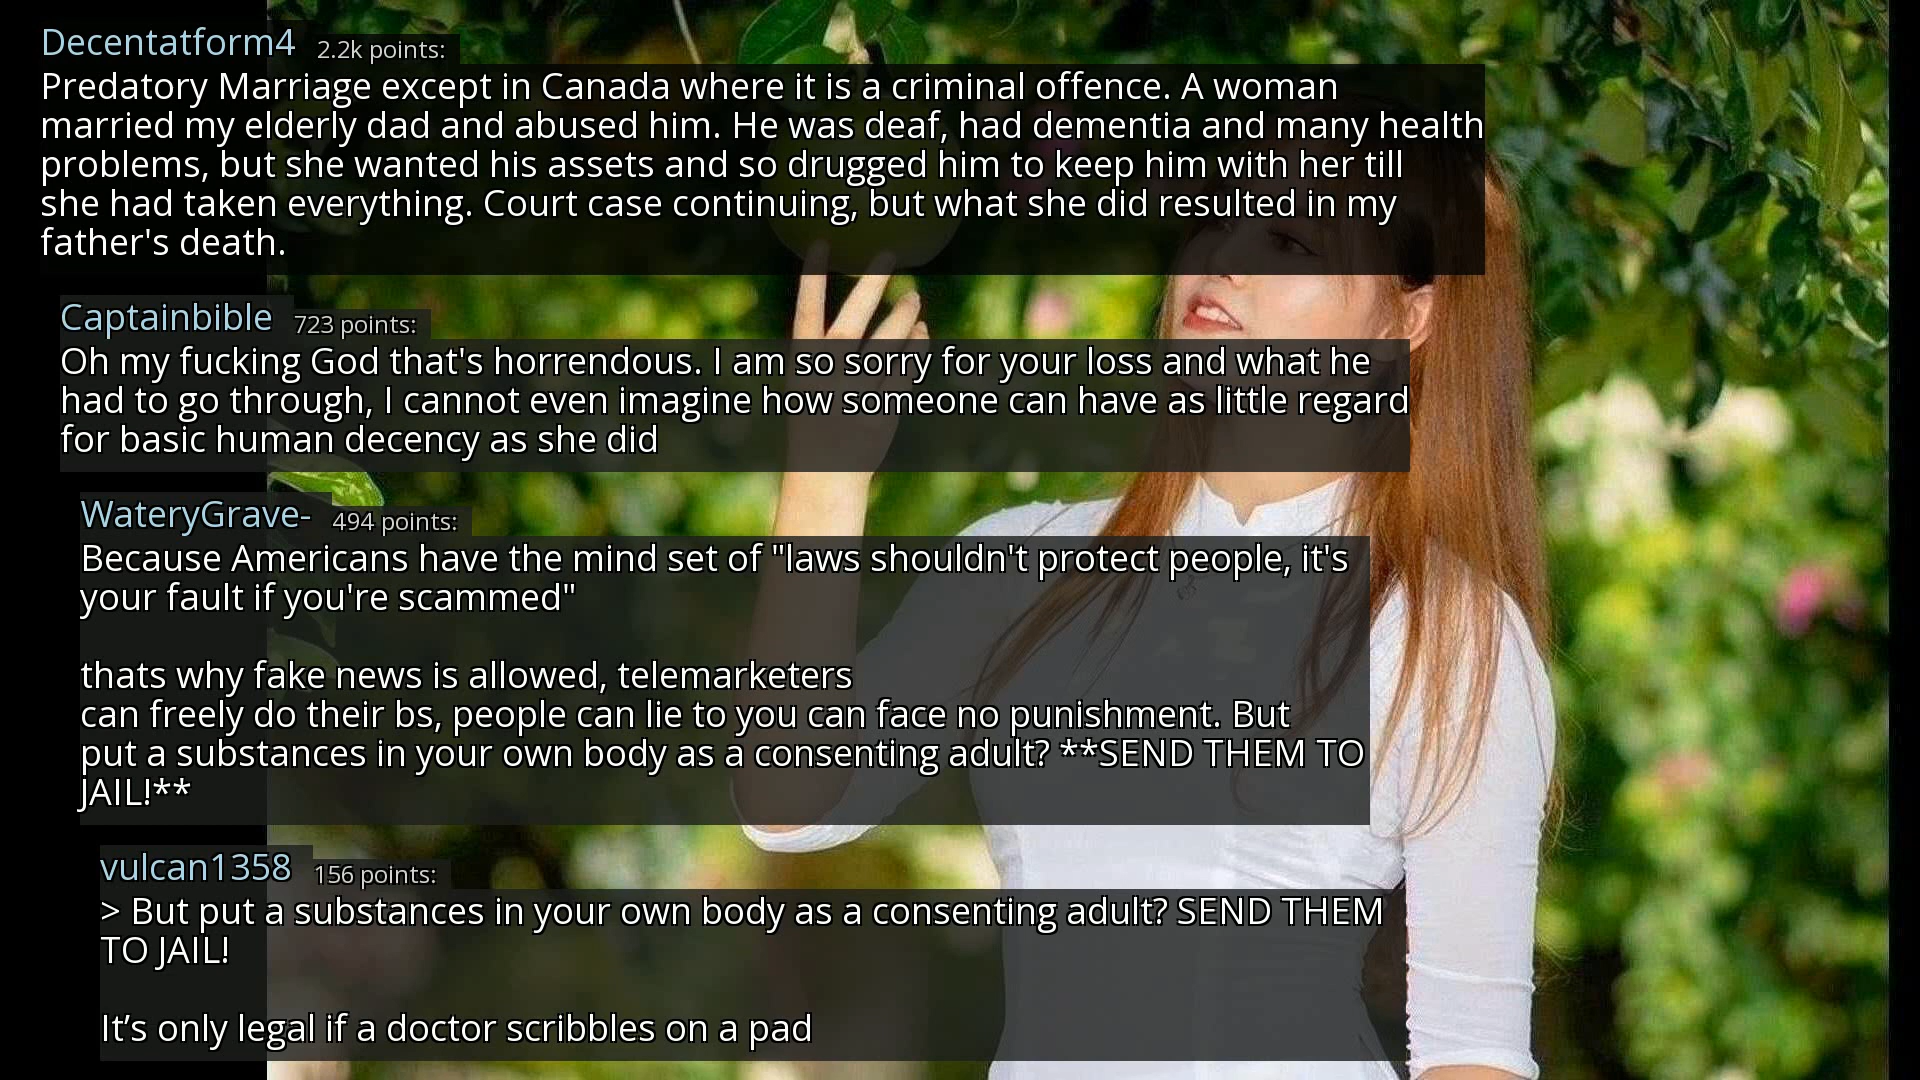 Decentatform4 2.2k points:
Predatory Marriage except in Canada where it is a criminal offence. A woman
married my elderly dad and abused him. He was deaf, had dementia and many health
problems, but she wanted his assets and so drugged him to keep him with her till
she had taken everything. Court case continuing, but what she did resulted in my
father's death.
Captainbible 723 points:
Oh my fucking God that's horrendous. I am so sorry for your loss and what he
had to go through, I cannot even imagine how someone can have as little regard
for basic human decency as she did
WateryGrave- 494 points:
Because Americans have the mind set of "laws shouldn't protect people, it's
your fault if you're scammed"
thats why fake news is allowed, telemarketers
can freely do their bs, people can lie to you can face no punishment. But
put a substances in your own body as a consenting adult? **SEND THEM TO
JAIL!**
vulcan1358 156 points:
> But put a substances in your own body as a consenting adult? SEND THEM
TO JAIL!
It’s only legal if a doctor scribbles on a pad